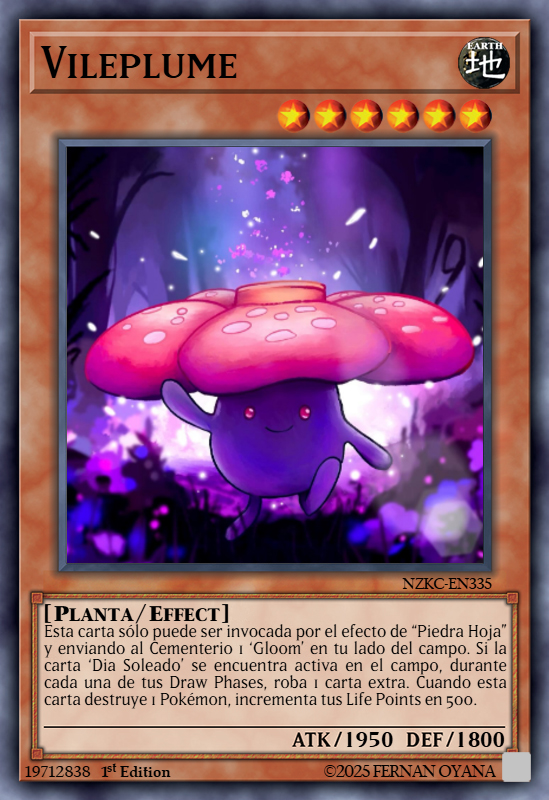 Vileplume
EARTH
地
NZKC-EN335
[Planta/Effect]
Esta carta sólo puede ser invocada por el efecto de “Piedra Hoja”
y enviando al Cementerio 1 ‘Gloom’ en tu lado del campo. Si la
carta ‘Dia Soleado’ se encuentra activa en el campo, durante
cada una de tus Draw Phases, roba 1 carta extra. Cuando esta
carta destruye 1 Pokémon, incrementa tus Life Points en 500.
ATK/1950 DEF/1800
19712838 1st Edition ©2025 FERNAN OYANA